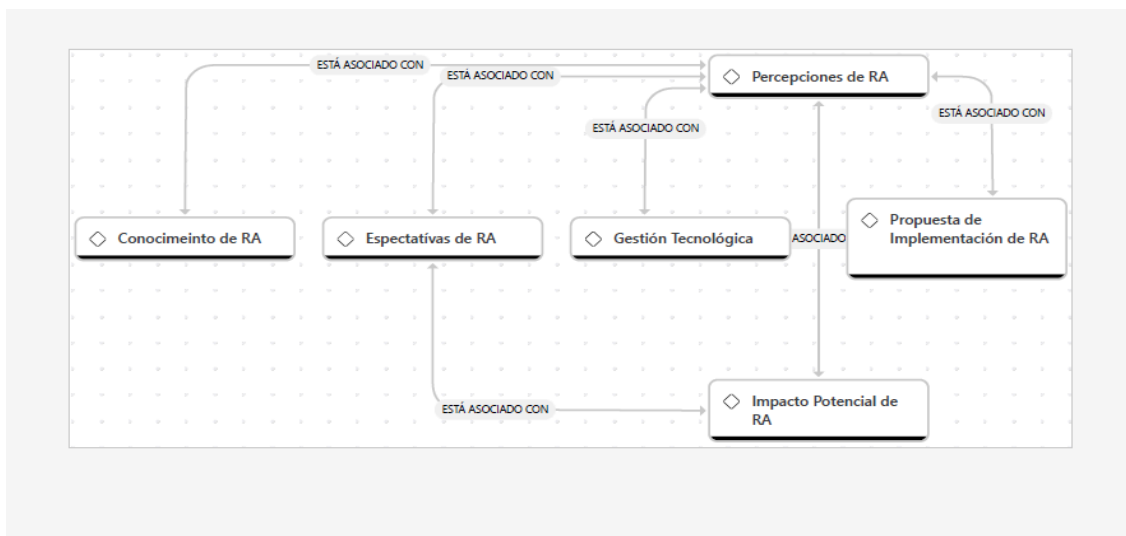 ESTÁ ASOCIADO CON
ESTÁ ASOCIADO CON
Percepciones de RA
ESTÁ ASOCIADO CON
ESTÁ ASOCIADO CON
Conocimeinto de RA
Espectatívas de RA
Gestión Tecnológica
ASOCIADO
Propuesta de
Implementación de RA
ESTÁ ASOCIADO CON
Impacto Potencial de
RA